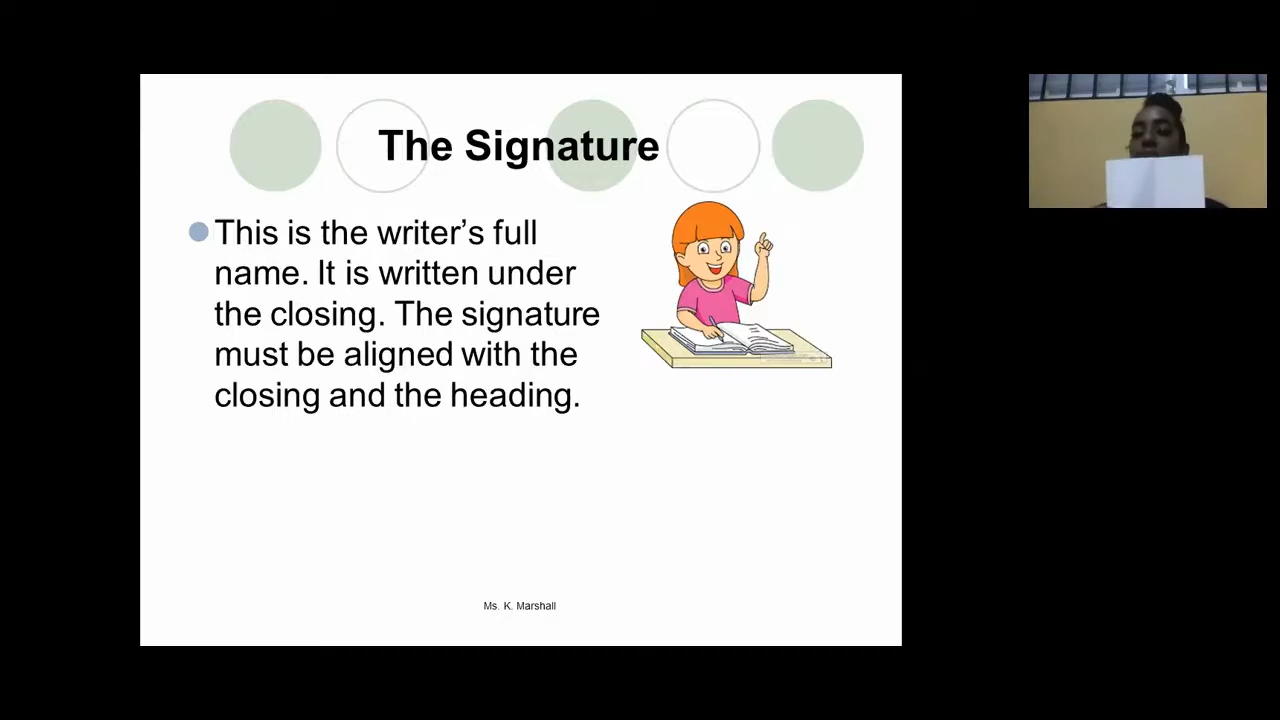 The Signature
This is the writer’s full
name. It is written under
the closing. The signature
must be aligned with the
closing and the heading.
Ms. K. Marshall